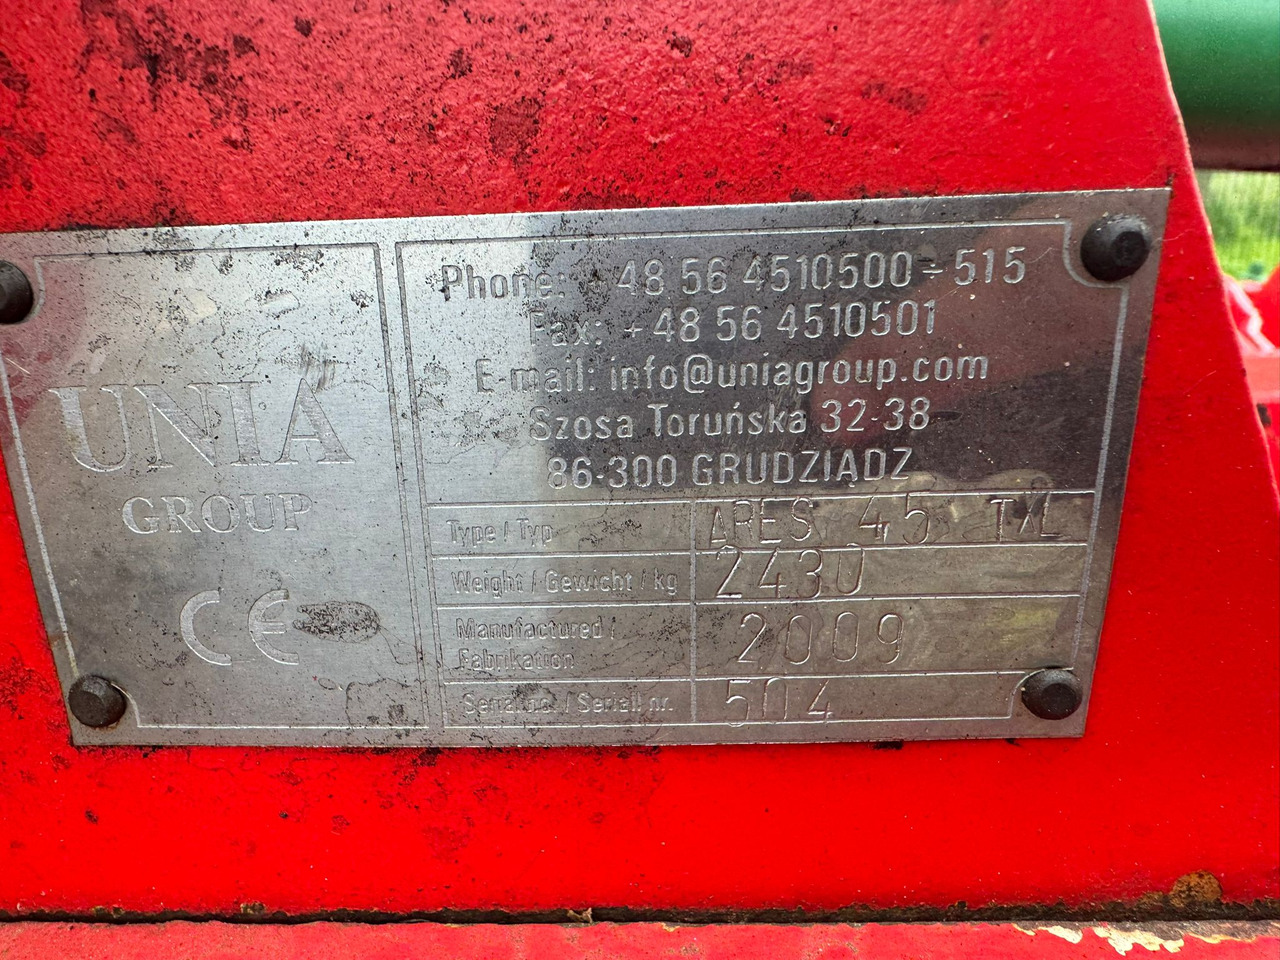 UNIA
GROUP
CE
Phone: +48 56 4510500÷515
Fax: +48 56 4510501
E-mail: info@uniagroup.com
Szosa Toruńska 32-38
86-300 GRUDZIĄDZ
Type / Typ ARES 45 TXL
Weight / Gewicht / kg 2430
Manufactured /
Fabrikation 2009
Serial no. / Serial nr. 504